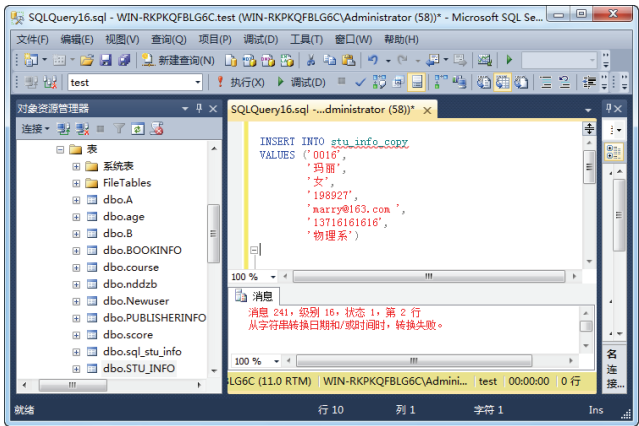 SQLQuery16.sql - WIN-RKPKQFBLG6C.test (WIN-RKPKQFBLG6C\Administrator (58))* - Microsoft SQL Se...
文件(F) 编辑(E) 视图(V) 查询(Q) 项目(P) 调试(D) 工具(T) 窗口(W) 帮助(H)
新建查询(N)
test
执行(X) 调试(D)
对象资源管理器
连接
表
系统表
FileTables
dbo.A
dbo.age
dbo.B
dbo.BOOKINFO
dbo.course
dbo.nddzb
dbo.Newuser
dbo.PUBLISHERINFO
dbo.score
dbo.sql_stu_info
dbo.STU_INFO
SQLQuery16.sql -...dministrator (58))*
INSERT INTO stu_info_copy
VALUES ('0016',
'玛丽',
'女',
'198927',
'marry@163.com ',
'13716161616',
'物理系')
100 %
消息
消息 241，级别 16，状态 1，第 2 行
从字符串转换日期和/或时间时，转换失败。
100 %
LG6C (11.0 RTM) WIN-RKPKQFBLG6C\Admini... test 00:00:00 0 行
名
连
接...
就绪 行 10 列 1 字符 1 Ins